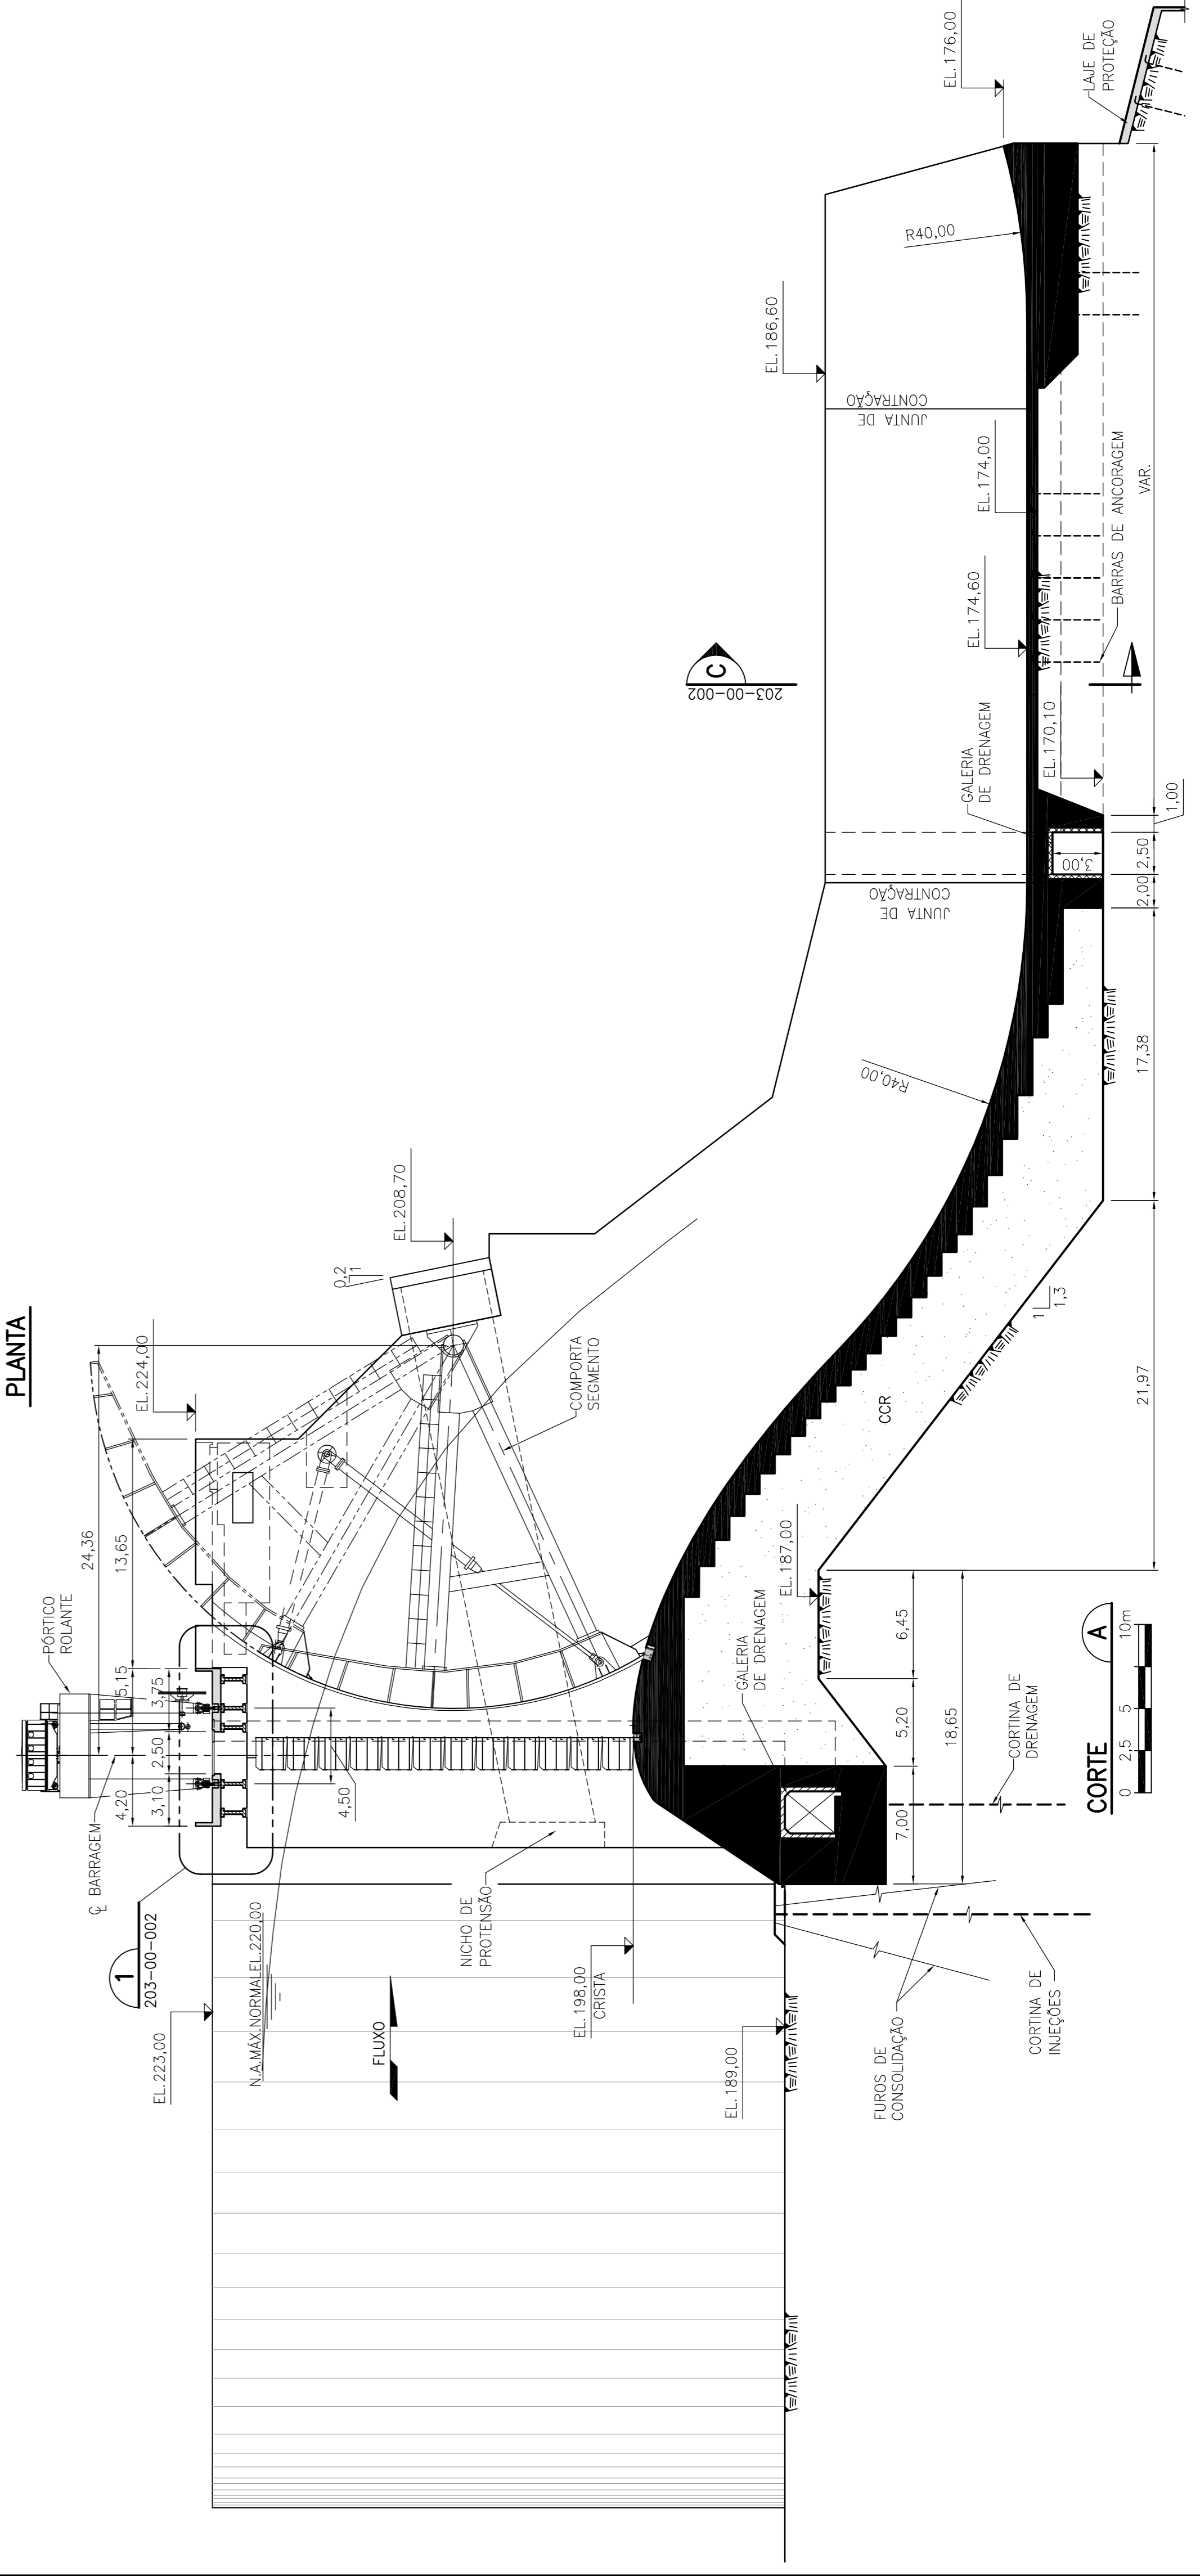 PLANTA
PÓRTICO
ROLANTE
24,36
13,65
5,15
4,20
3,75
2,50
3,10
4,50
℄ BARRAGEM
1
203-00-002
EL.223,00
EL.224,00
N.A.MÁX.NORMALEL.220,00
FLUXO
NICHO DE
PROTENSÃO
EL.198,00
CRISTA
EL.189,00
FUROS DE
CONSOLIDAÇÃO
CORTINA DE
INJEÇÕES
CORTINA DE
DRENAGEM
GALERIA
DE DRENAGEM
7,00
5,20
6,45
18,65
EL.187,00
CCR
COMPORTA
SEGMENTO
0,2
1
EL.208,70
1
1,3
21,97
17,38
R40,00
JUNTA DE
CONTRAÇÃO
GALERIA
DE DRENAGEM
3,00
2,00
2,50
1,00
EL.170,10
C
203-00-002
EL.174,60
EL.174,00
BARRAS DE ANCORAGEM
VAR.
JUNTA DE
CONTRAÇÃO
EL.186,60
R40,00
EL.176,00
LAJE DE
PROTEÇÃO
CORTE
A
0
2,5
5
10m